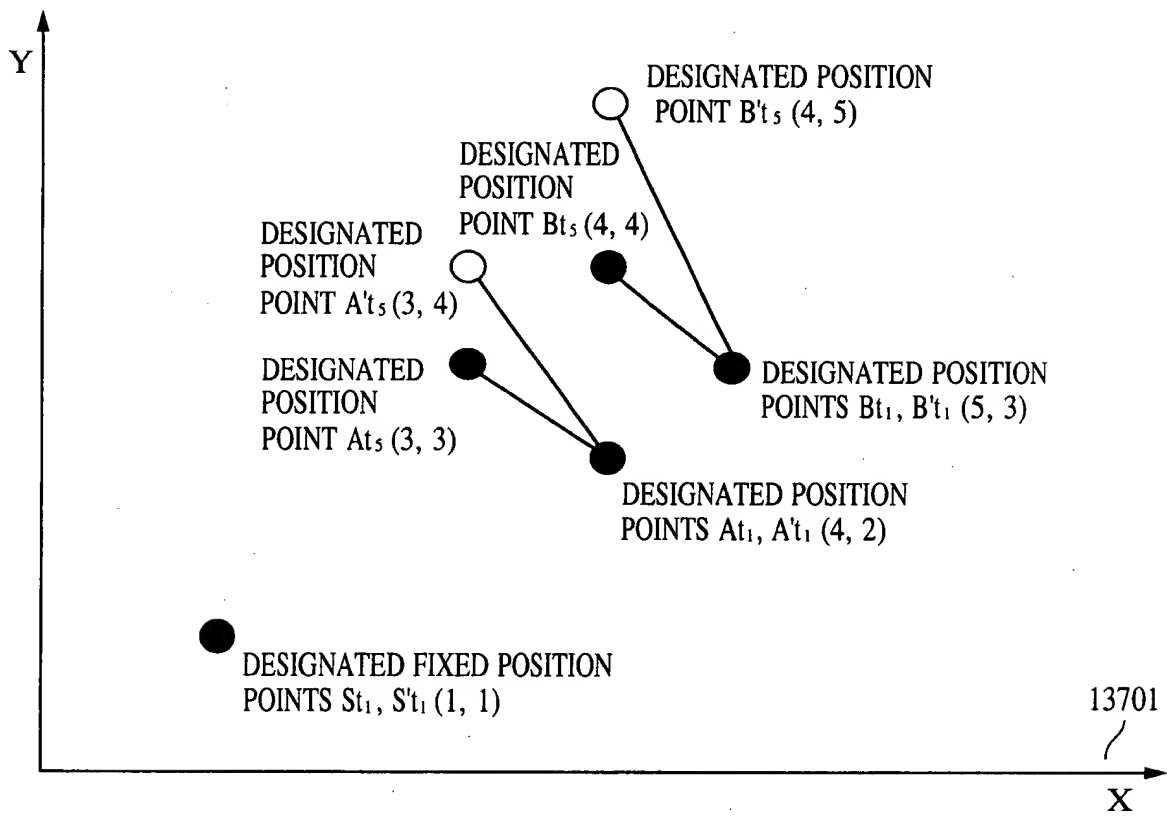 Y
DESIGNATED POSITION
POINT B't₅ (4, 5)
DESIGNATED
POSITION
POINT Bt₅ (4, 4)
DESIGNATED
POSITION
POINT A't₅ (3, 4)
DESIGNATED
POSITION
POINT At₅ (3, 3)
DESIGNATED POSITION
POINTS Bt₁, B't₁ (5, 3)
DESIGNATED POSITION
POINTS At₁, A't₁ (4, 2)
DESIGNATED FIXED POSITION
POINTS St₁, S't₁ (1, 1)
13701
X